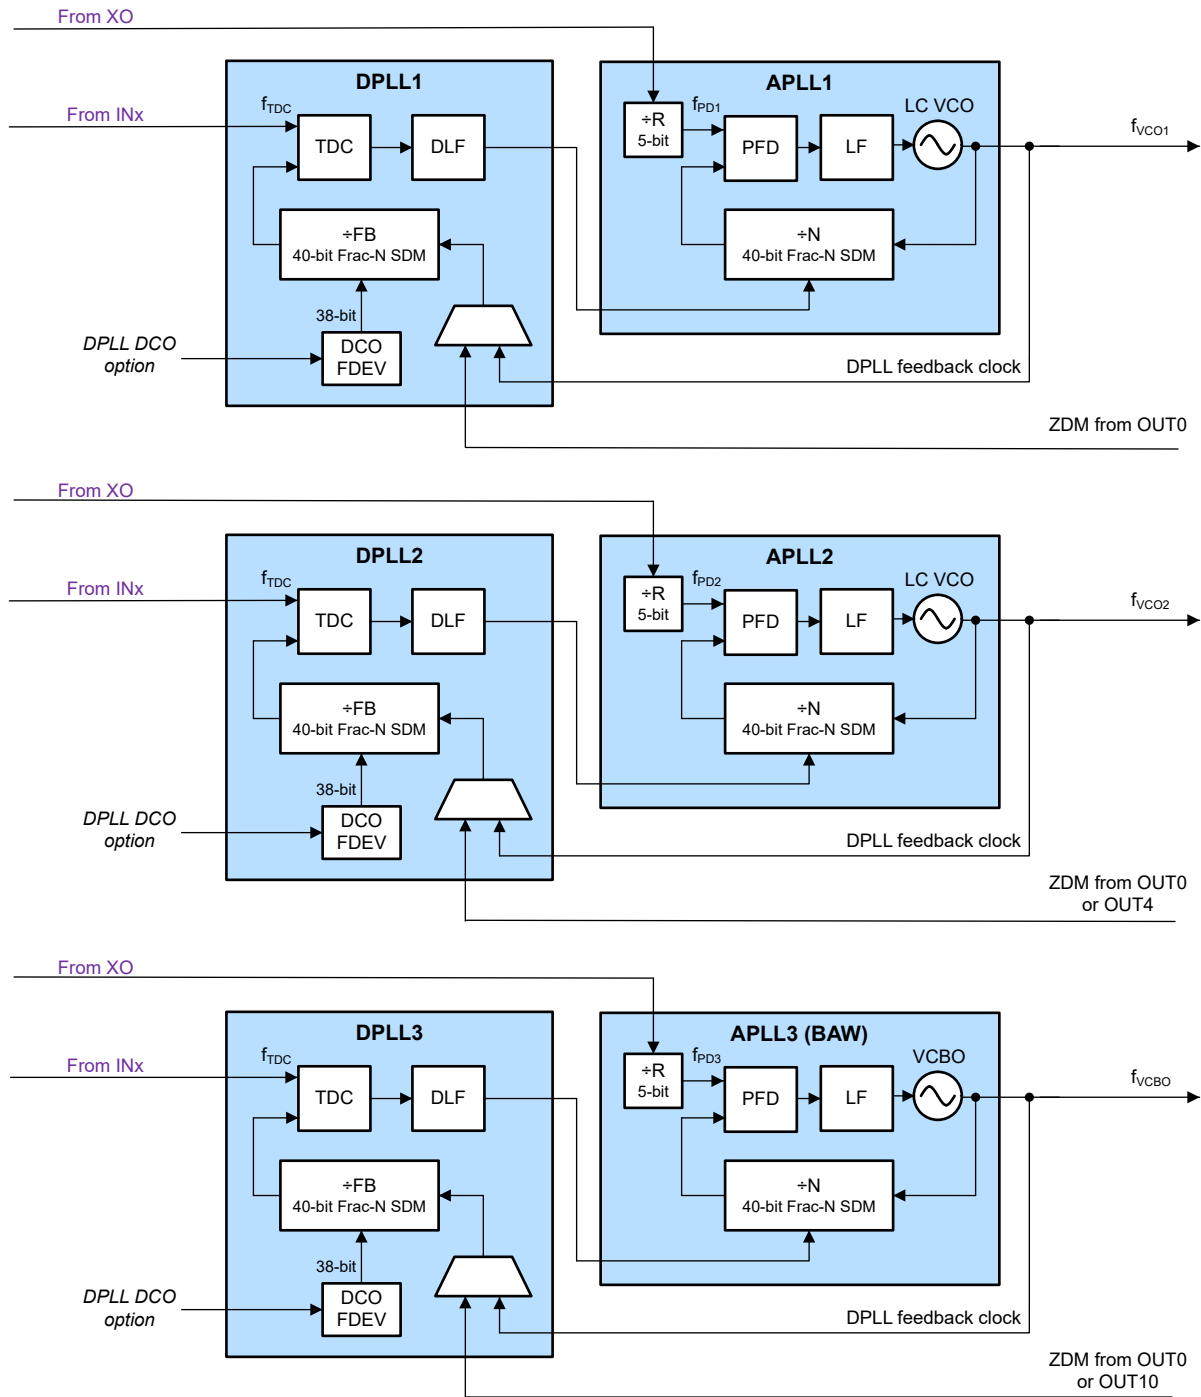 From XO
DPLL1
APLL1
From INx
fTDC
TDC
DLF
÷R
5-bit
fPD1
PFD
LF
LC VCO
fVCO1
÷FB
40-bit Frac-N SDM
÷N
40-bit Frac-N SDM
38-bit
DPLL DCO
option
DCO
FDEV
DPLL feedback clock
ZDM from OUT0
From XO
DPLL2
APLL2
From INx
fTDC
TDC
DLF
÷R
5-bit
fPD2
PFD
LF
LC VCO
fVCO2
÷FB
40-bit Frac-N SDM
÷N
40-bit Frac-N SDM
38-bit
DPLL DCO
option
DCO
FDEV
DPLL feedback clock
ZDM from OUT0
or OUT4
From XO
DPLL3
APLL3 (BAW)
From INx
fTDC
TDC
DLF
÷R
5-bit
fPD3
PFD
LF
VCBO
fVCBO
÷FB
40-bit Frac-N SDM
÷N
40-bit Frac-N SDM
38-bit
DPLL DCO
option
DCO
FDEV
DPLL feedback clock
ZDM from OUT0
or OUT10